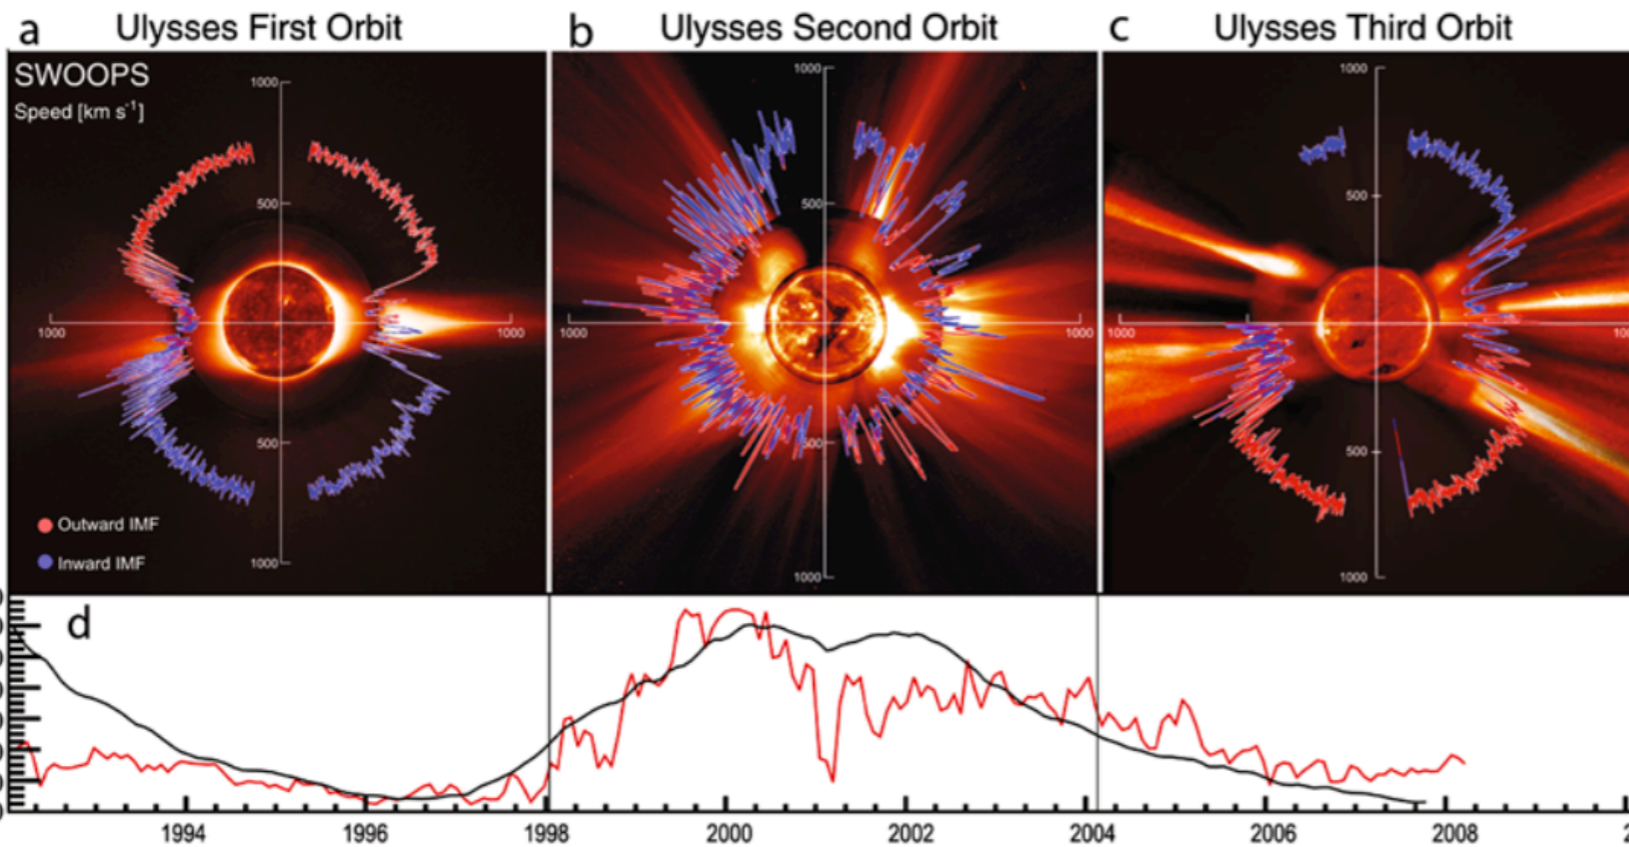 a Ulysses First Orbit
b Ulysses Second Orbit
c Ulysses Third Orbit
SWOOPS
Speed [km s⁻¹]
1000
500
1000
1000
500
1000
Outward IMF
Inward IMF
1000
500
1000
1000
500
1000
1000
500
1000
500
1000
d
1994 1996 1998 2000 2002 2004 2006 2008